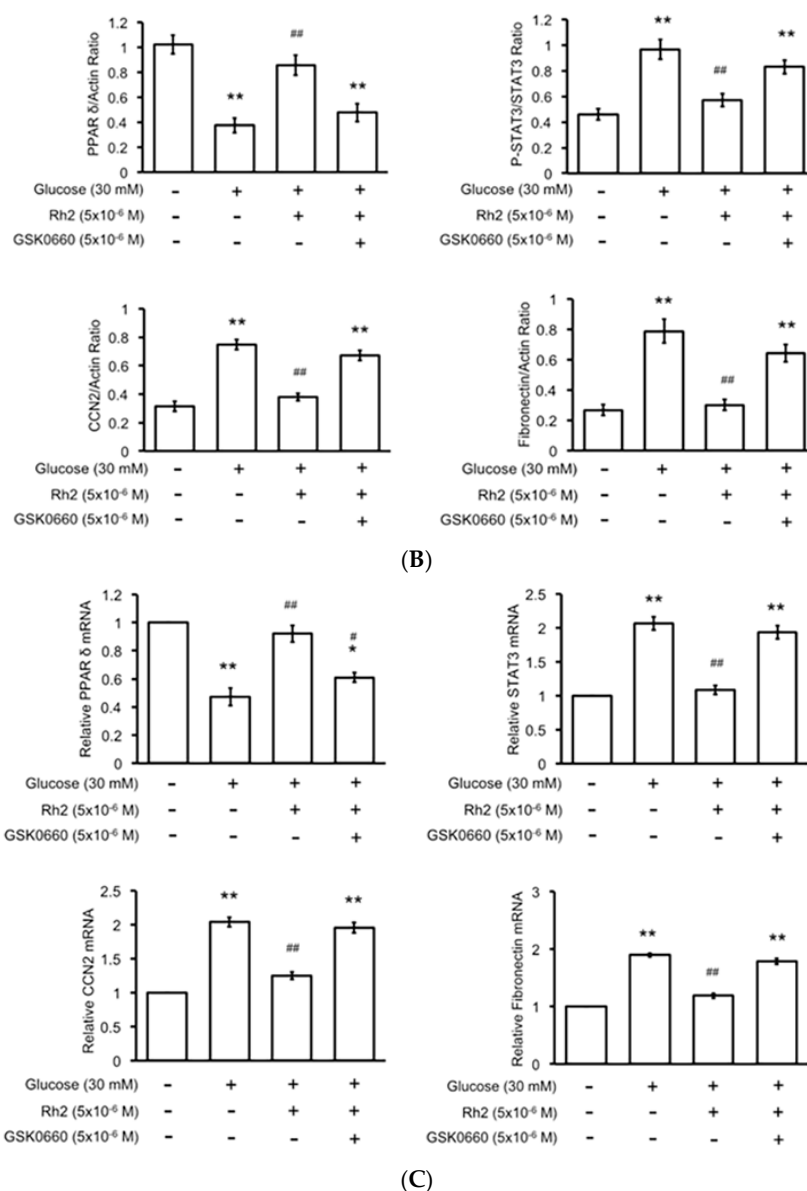 PPAR δ/Actin Ratio
1.2
1
0.8
0.6
0.4
0.2
0
**
##
**
Glucose (30 mM) - + + +
Rh2 (5x10⁻⁶ M) - - + +
GSK0660 (5x10⁻⁶ M) - - - +
P-STAT3/STAT3 Ratio
1.2
1
0.8
0.6
0.4
0.2
0
**
##
**
Glucose (30 mM) - + + +
Rh2 (5x10⁻⁶ M) - - + +
GSK0660 (5x10⁻⁶ M) - - - +
CCN2/Actin Ratio
1
0.8
0.6
0.4
0.2
0
**
##
**
Glucose (30 mM) - + + +
Rh2 (5x10⁻⁶ M) - - + +
GSK0660 (5x10⁻⁶ M) - - - +
Fibronectin/Actin Ratio
1
0.8
0.6
0.4
0.2
0
**
##
**
Glucose (30 mM) - + + +
Rh2 (5x10⁻⁶ M) - - + +
GSK0660 (5x10⁻⁶ M) - - - +
(B)
Relative PPAR δ mRNA
1.2
1
0.8
0.6
0.4
0.2
0
**
##
#
*
Glucose (30 mM) - + + +
Rh2 (5x10⁻⁶ M) - - + +
GSK0660 (5x10⁻⁶ M) - - - +
Relative STAT3 mRNA
2.5
2
1.5
1
0.5
0
**
##
**
Glucose (30 mM) - + + +
Rh2 (5x10⁻⁶ M) - - + +
GSK0660 (5x10⁻⁶ M) - - - +
Relative CCN2 mRNA
2.5
2
1.5
1
0.5
0
**
##
**
Glucose (30 mM) - + + +
Rh2 (5x10⁻⁶ M) - - + +
GSK0660 (5x10⁻⁶ M) - - - +
Relative Fibronectin mRNA
3
2
1
0
**
##
**
Glucose (30 mM) - + + +
Rh2 (5x10⁻⁶ M) - - + +
GSK0660 (5x10⁻⁶ M) - - - +
(C)